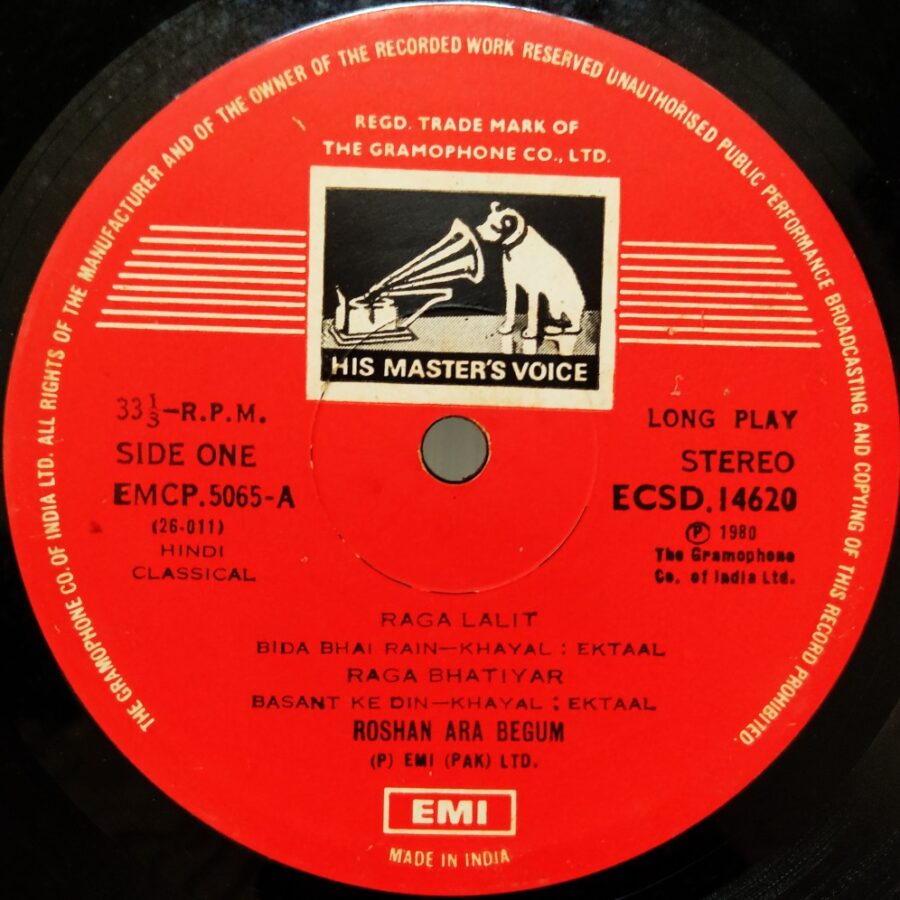 THE GRAMOPHONE CO. OF INDIA LTD. ALL RIGHTS OF THE MANUFACTURER AND OF THE OWNER OF THE RECORDED WORK RESERVED UNAUTHORISED PUBLIC PERFORMANCE BROADCASTING AND COPYING OF THIS RECORD PROHIBITED.
REGD. TRADE MARK OF
THE GRAMOPHONE CO., LTD.
HIS MASTER'S VOICE
33⅓-R.P.M.
SIDE ONE
EMCP.5065-A
(26-011)
HINDI
CLASSICAL
LONG PLAY
STEREO
ECSD.14620
Ⓟ 1980
The Gramophone
Co. of India Ltd.
RAGA LALIT
BIDA BHAI RAIN—KHAYAL : EKTAAL
RAGA BHATIYAR
BASANT KE DIN—KHAYAL : EKTAAL
ROSHAN ARA BEGUM
(P) EMI (PAK) LTD.
EMI
MADE IN INDIA